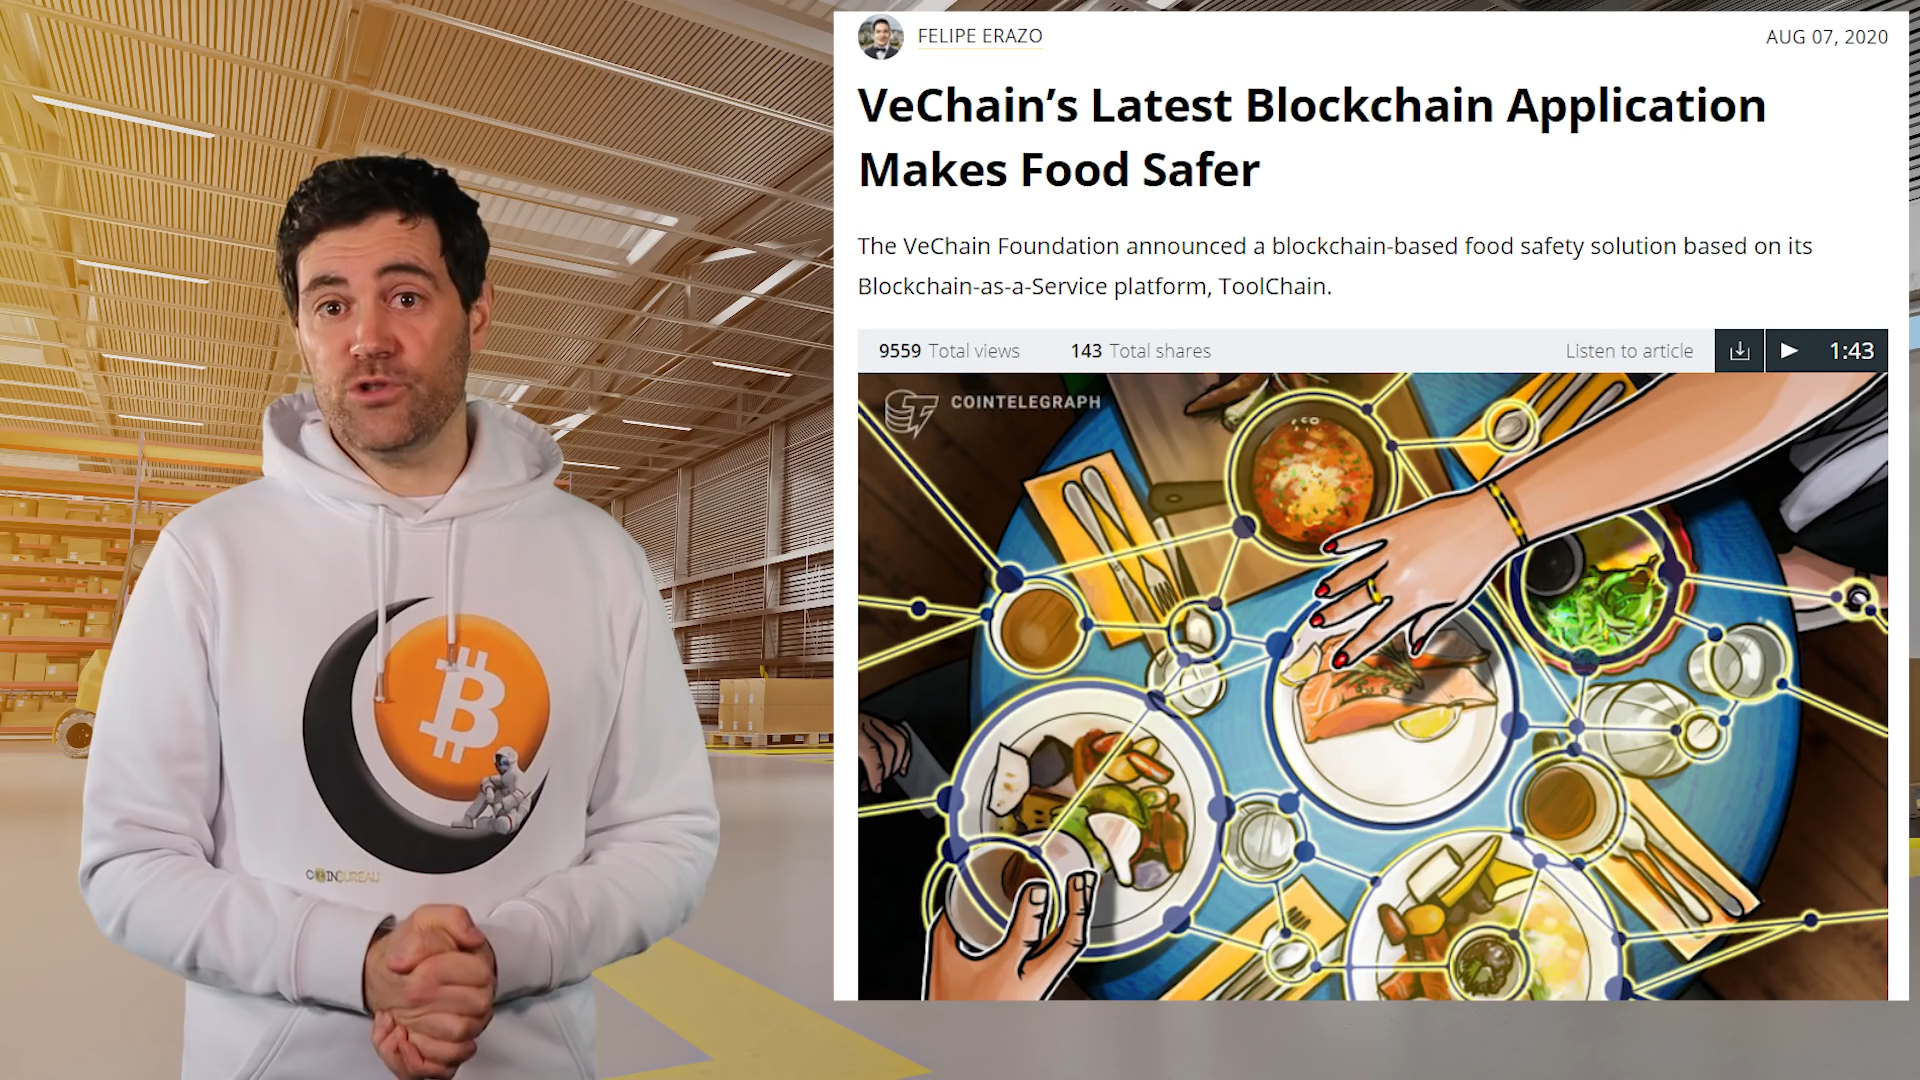 FELIPE ERAZO
AUG 07, 2020
VeChain’s Latest Blockchain Application
Makes Food Safer
The VeChain Foundation announced a blockchain-based food safety solution based on its
Blockchain-as-a-Service platform, ToolChain.
9559 Total views
143 Total shares
Listen to article
1:43
COINTELEGRAPH
COINBUREAU